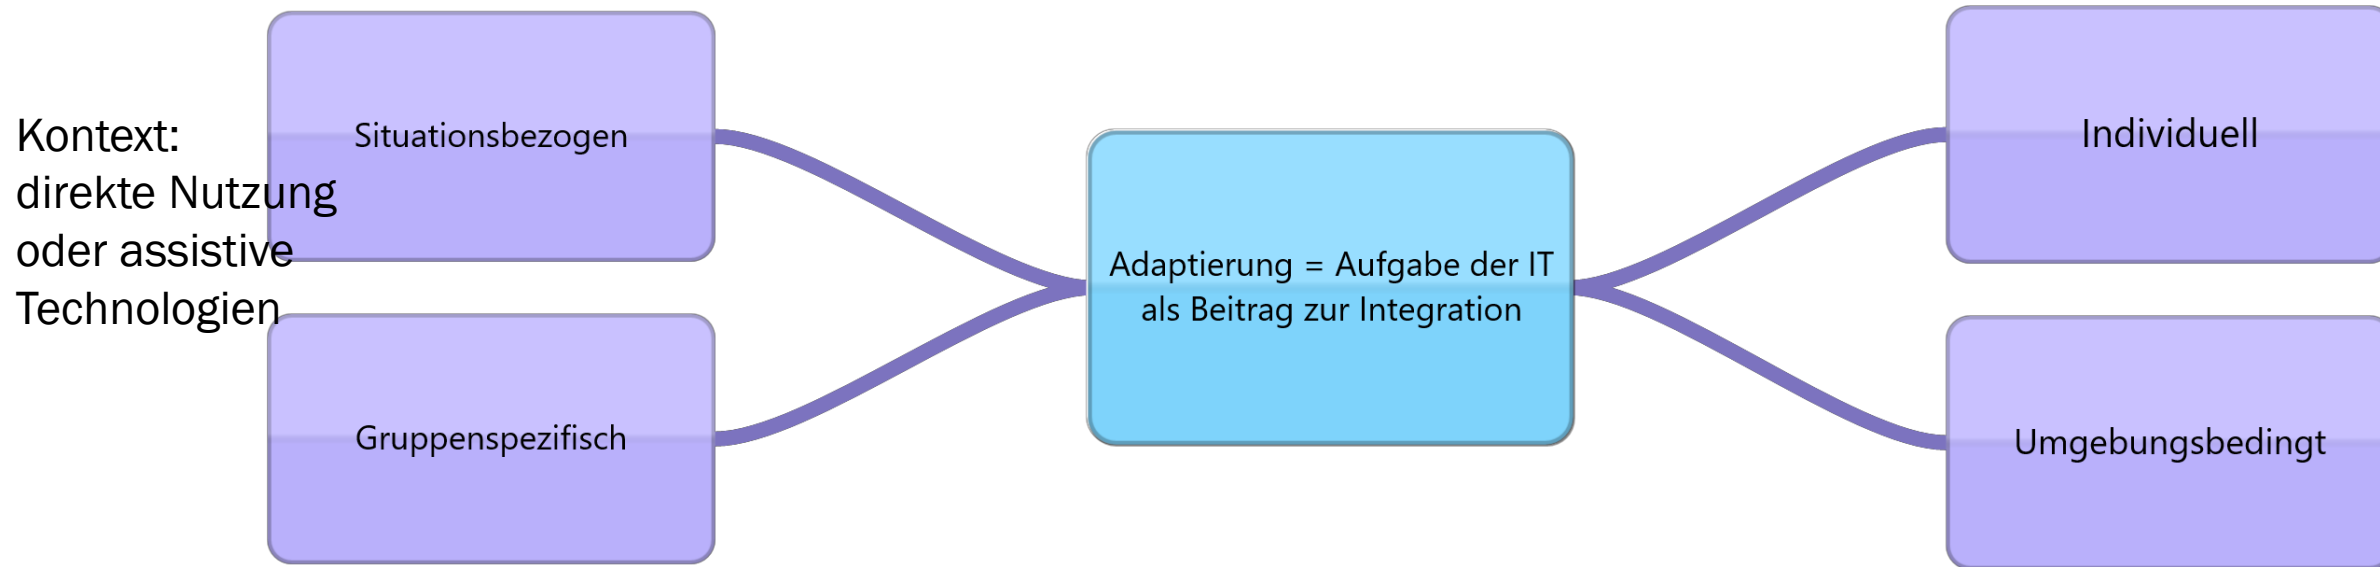 Kontext:
direkte Nutzung
oder assistive
Technologien
Situationsbezogen
Gruppenspezifisch
Adaptierung = Aufgabe der IT
als Beitrag zur Integration
Individuell
Umgebungsbedingt